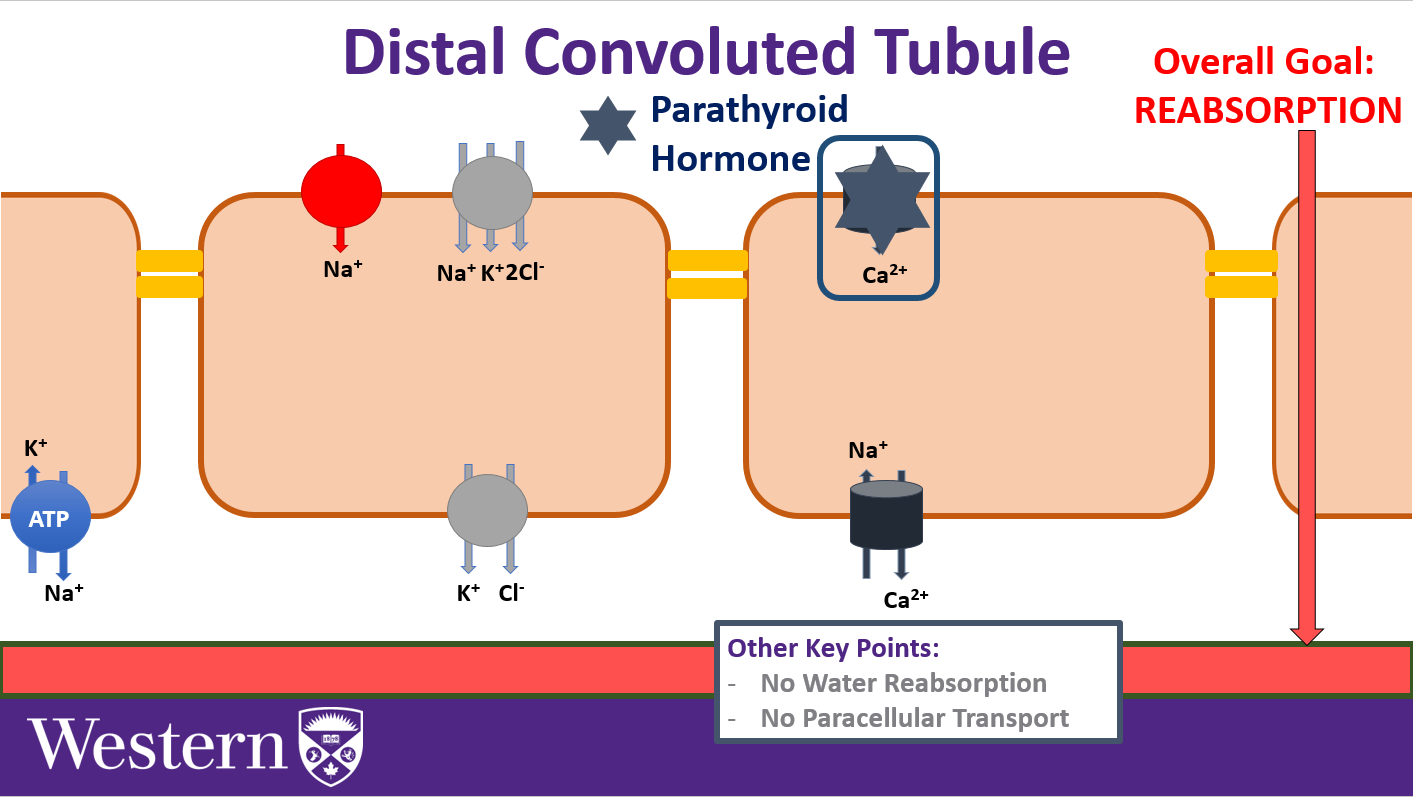 Distal Convoluted Tubule
Overall Goal:
REABSORPTION
Parathyroid
Hormone
Na⁺
Na⁺ K⁺ 2Cl⁻
Ca²⁺
K⁺
ATP
Na⁺
K⁺ Cl⁻
Na⁺
Ca²⁺
Other Key Points:
- No Water Reabsorption
- No Paracellular Transport
Western